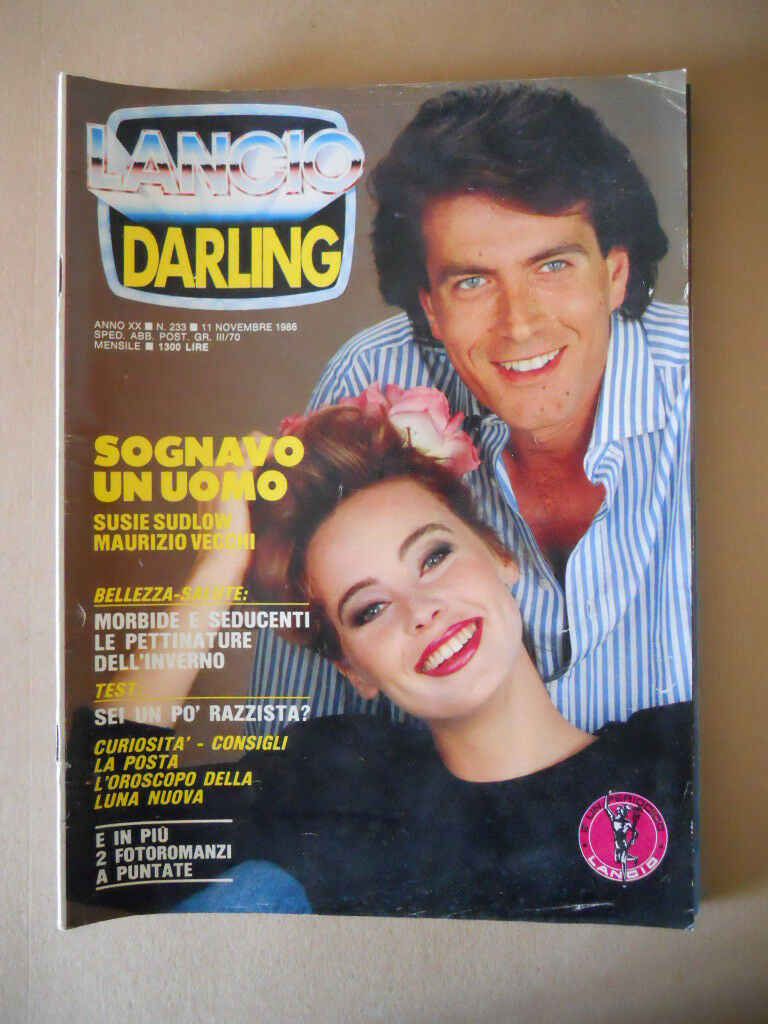 LANCIO
DARLING
ANNO XX ■ N. 233 ■ 11 NOVEMBRE 1986
SPED. ABB. POST. GR. III/70
MENSILE ■ 1300 LIRE
SOGNAVO
UN UOMO
SUSIE SUDLOW
MAURIZIO VECCHI
BELLEZZA-SALUTE:
MORBIDE E SEDUCENTI
LE PETTINATURE
DELL'INVERNO
TEST:
SEI UN PO' RAZZISTA?
CURIOSITA' - CONSIGLI
LA POSTA
L'OROSCOPO DELLA
LUNA NUOVA
E IN PIÙ
2 FOTOROMANZI
A PUNTATE
E UN PERIODICO
LANCIO